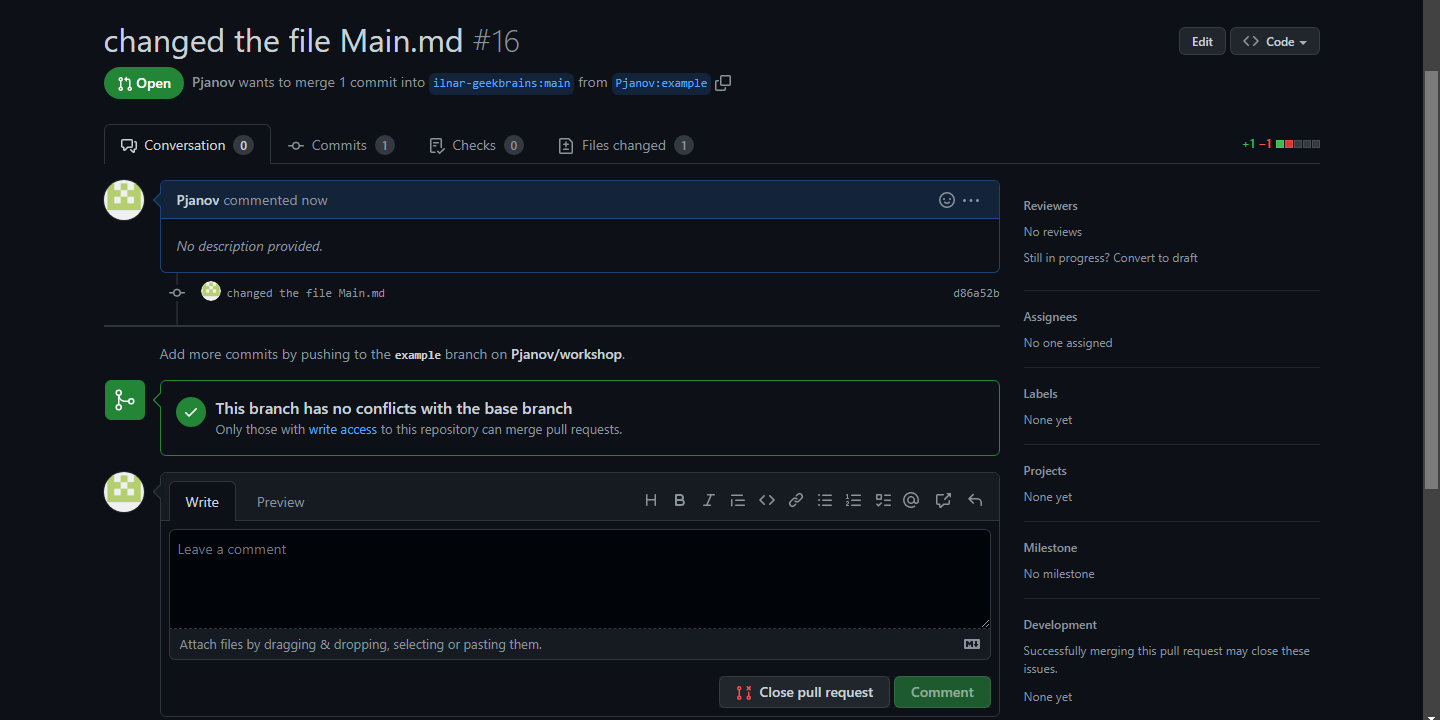 changed the file Main.md #16
Edit
Code
Open
Pjanov wants to merge 1 commit into ilnar-geekbrains:main from Pjanov:example
Conversation 0
Commits 1
Checks 0
Files changed 1
+1 −1
Pjanov commented now
No description provided.
changed the file Main.md
d86a52b
Add more commits by pushing to the example branch on Pjanov/workshop.
This branch has no conflicts with the base branch
Only those with write access to this repository can merge pull requests.
Write
Preview
Leave a comment
Attach files by dragging & dropping, selecting or pasting them.
Close pull request
Comment
Reviewers
No reviews
Still in progress? Convert to draft
Assignees
No one assigned
Labels
None yet
Projects
None yet
Milestone
No milestone
Development
Successfully merging this pull request may close these
issues.
None yet